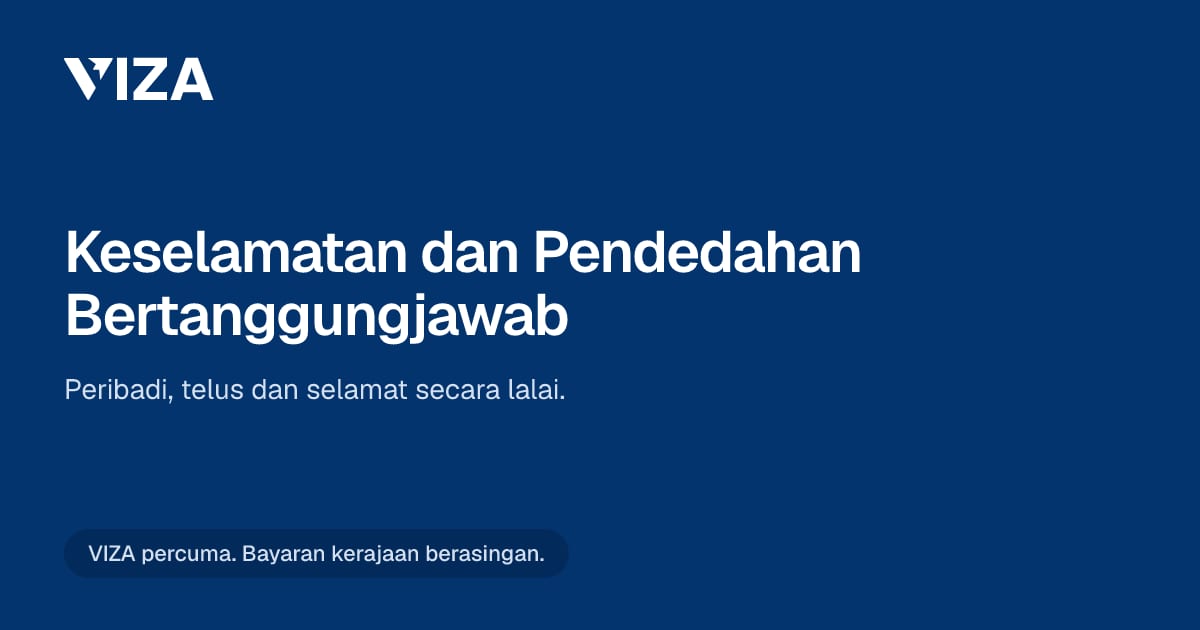 VIZA
Keselamatan dan Pendedahan
Bertanggungjawab
Peribadi, telus dan selamat secara lalai.
VIZA percuma. Bayaran kerajaan berasingan.